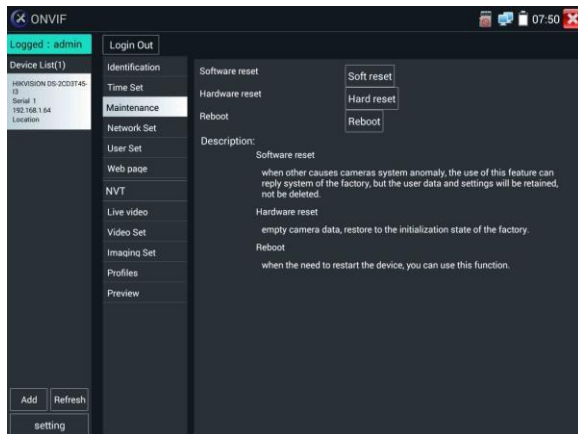 ONVIF
07:50
Logged : admin
Login Out
Device List(1)
HIKVISION DS-2CD3T45-
I3
Serial 1
192.168.1.64
Location
Identification
Time Set
Maintenance
Network Set
User Set
Web page
NVT
Live video
Video Set
Imaging Set
Profiles
Preview
Software reset
Soft reset
Hardware reset
Hard reset
Reboot
Reboot
Description:
Software reset
when other causes cameras system anomaly, the use of this feature can
reply system of the factory, but the user data and settings will be retained,
not be deleted.
Hardware reset
empty camera data, restore to the initialization state of the factory.
Reboot
when the need to restart the device, you can use this function.
Add
Refresh
setting